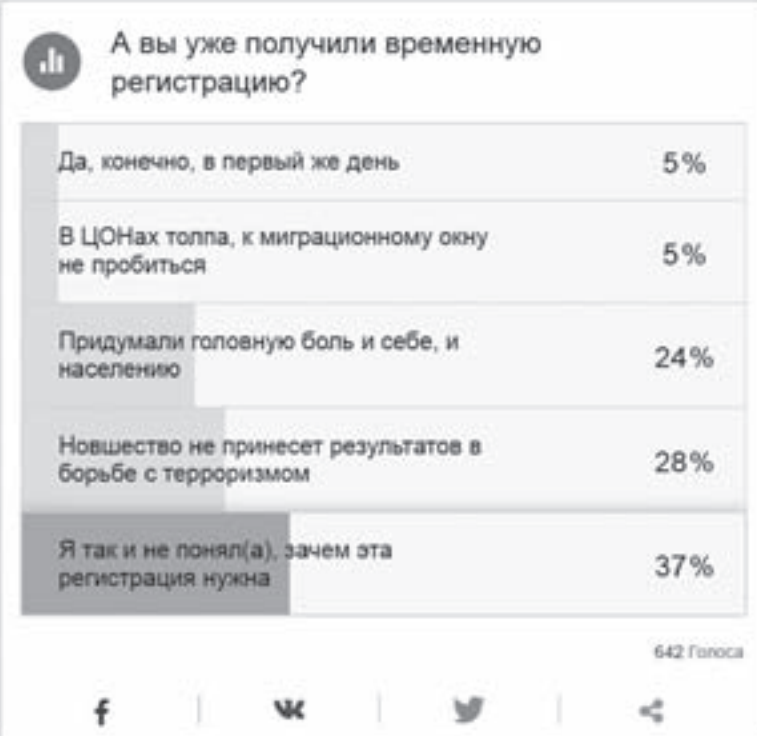 А вы уже получили временную
регистрацию?
Да, конечно, в первый же день
5%
В ЦОНах толпа, к миграционному окну
не пробиться
5%
Придумали головную боль и себе, и
населению
24%
Новшество не принесет результатов в
борьбе с терроризмом
28%
Я так и не понял(а), зачем эта
регистрация нужна
37%
642 Голоса